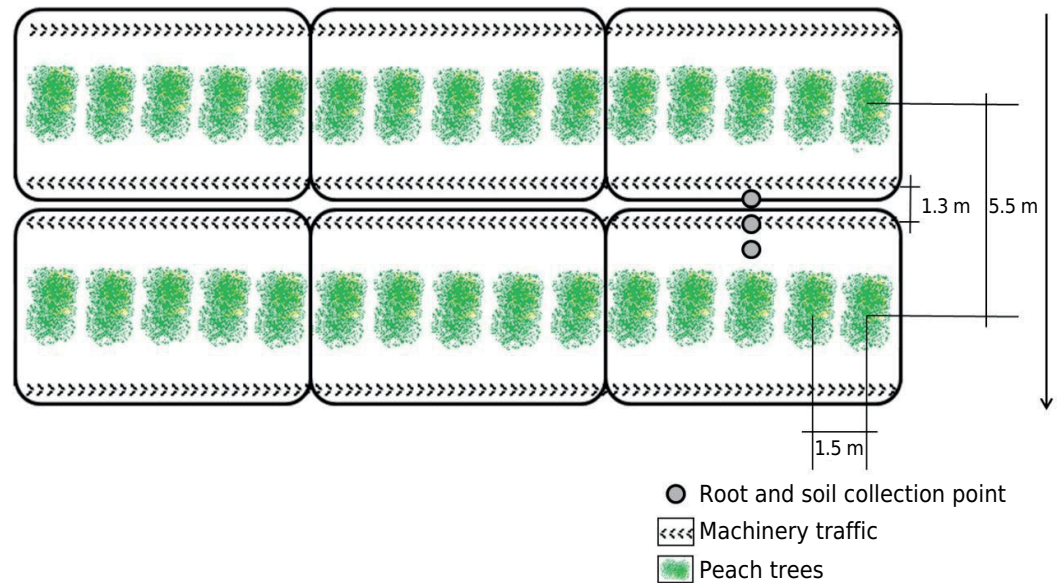 1.3 m
5.5 m
1.5 m
Root and soil collection point
Machinery traffic
Peach trees